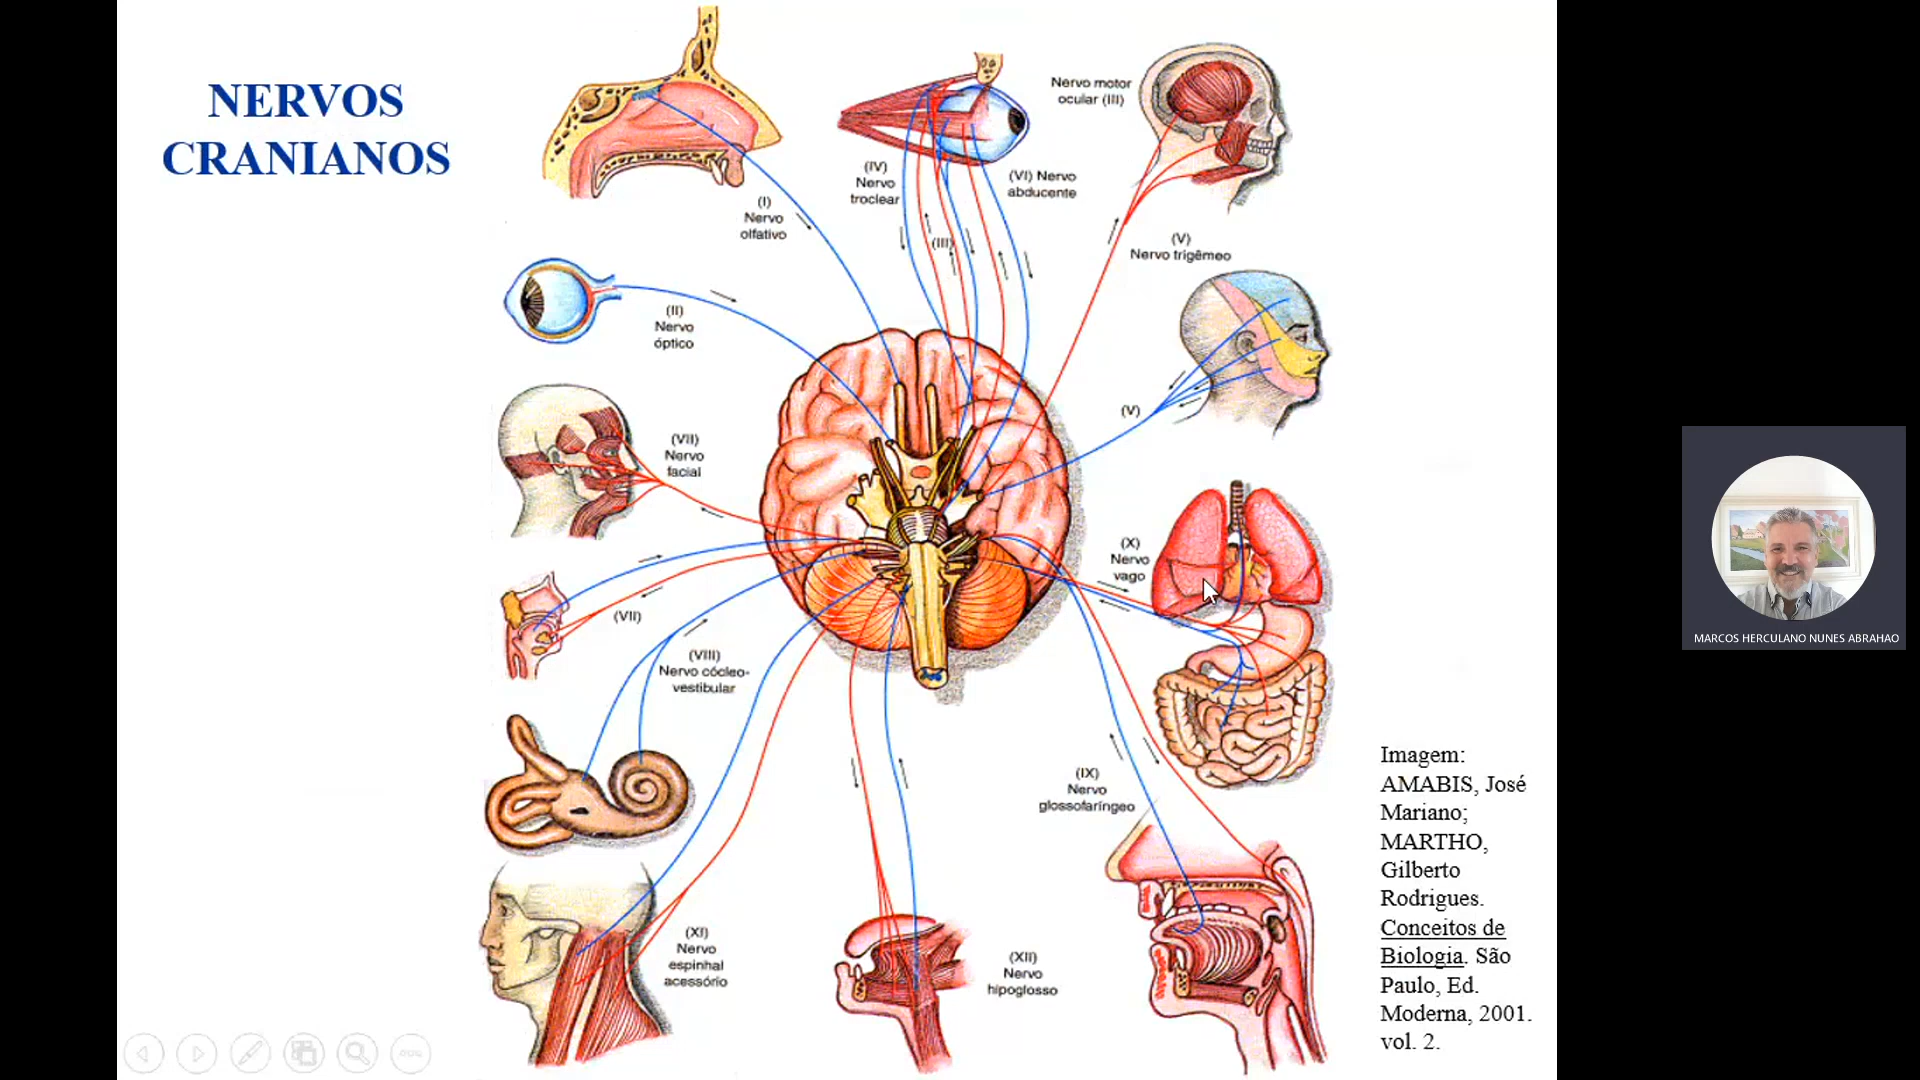 NERVOS
CRANIANOS
(I)
Nervo
olfativo
(IV)
Nervo
troclear
(III)
Nervo motor
ocular (III)
(VI) Nervo
abducente
(V)
Nervo trigêmeo
(II)
Nervo
óptico
(V)
(VII)
Nervo
facial
(X)
Nervo
vago
(VII)
(VIII)
Nervo cócleo-
vestibular
(IX)
Nervo
glossofaríngeo
(XI)
Nervo
espinhal
acessório
(XII)
Nervo
hipoglosso
Imagem:
AMABIS, José
Mariano;
MARTHO,
Gilberto
Rodrigues.
Conceitos de
Biologia. São
Paulo, Ed.
Moderna, 2001.
vol. 2.
MARCOS HERCULANO NUNES ABRAHAO